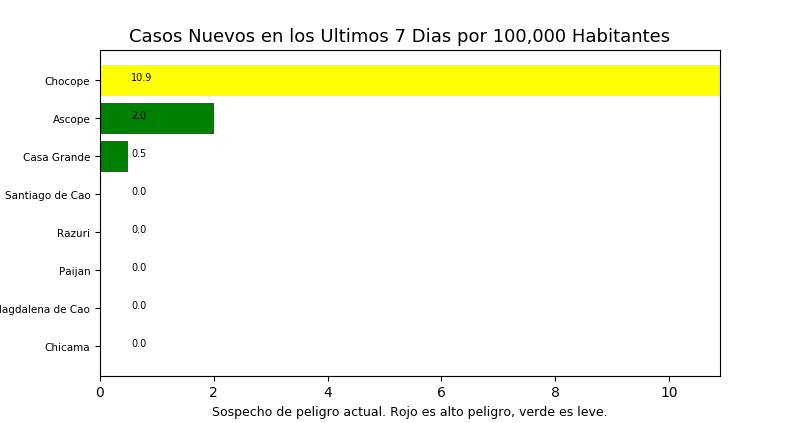 Casos Nuevos en los Ultimos 7 Dias por 100,000 Habitantes
Chocope 10.9
Ascope 2.0
Casa Grande 0.5
Santiago de Cao 0.0
Razuri 0.0
Paijan 0.0
lagdalena de Cao 0.0
Chicama 0.0
0 2 4 6 8 10
Sospecho de peligro actual. Rojo es alto peligro, verde es leve.